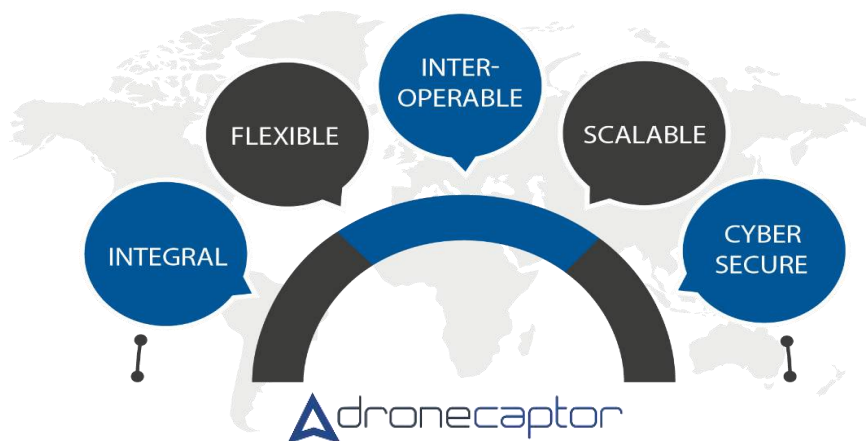 INTER-
OPERABLE
FLEXIBLE
SCALABLE
INTEGRAL
CYBER
SECURE
dronecaptor